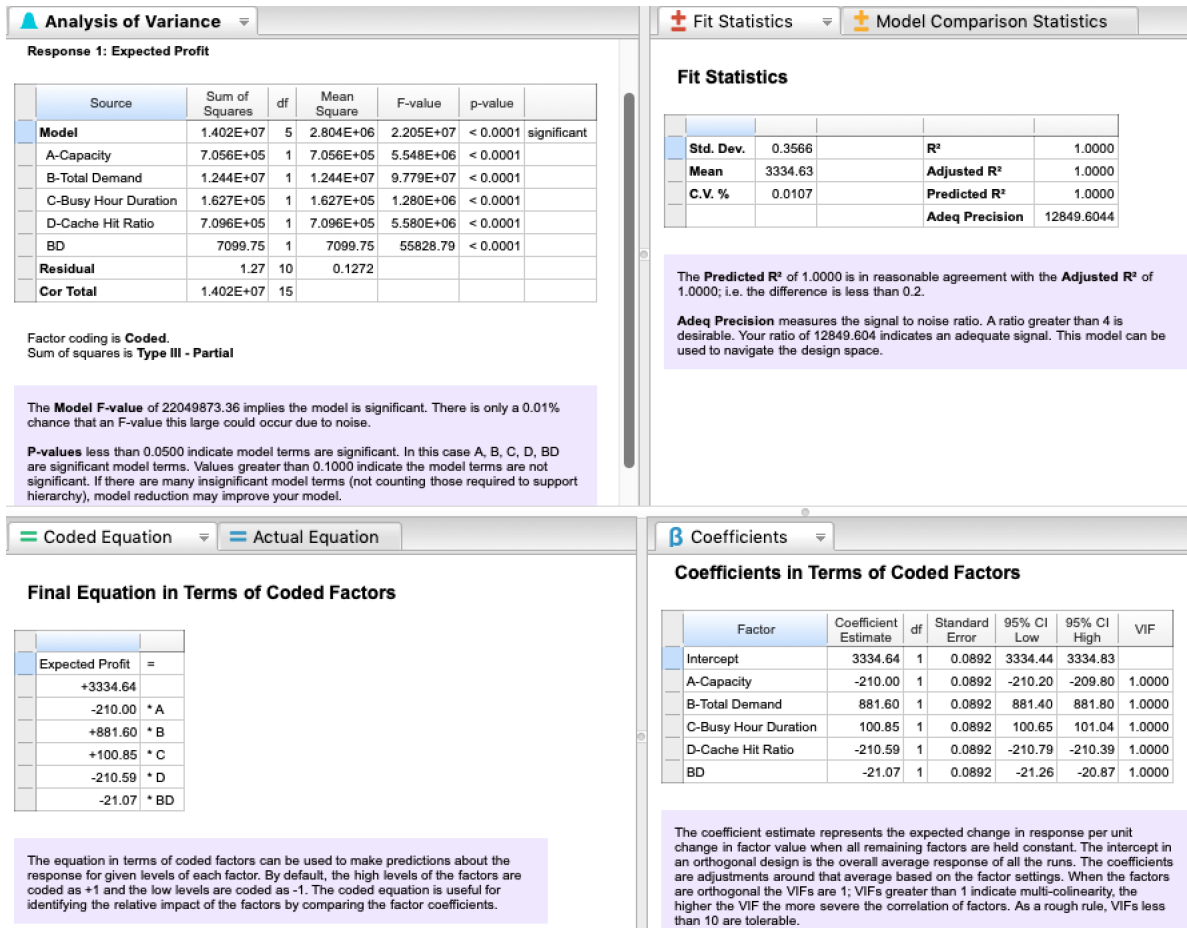 Analysis of Variance
Response 1: Expected Profit
Source Sum of Squares df Mean Square F-value p-value
Model 1.402E+07 5 2.804E+06 2.205E+07 < 0.0001 significant
A-Capacity 7.056E+05 1 7.056E+05 5.548E+06 < 0.0001
B-Total Demand 1.244E+07 1 1.244E+07 9.779E+07 < 0.0001
C-Busy Hour Duration 1.627E+05 1 1.627E+05 1.280E+06 < 0.0001
D-Cache Hit Ratio 7.096E+05 1 7.096E+05 5.580E+06 < 0.0001
BD 7099.75 1 7099.75 55828.79 < 0.0001
Residual 1.27 10 0.1272
Cor Total 1.402E+07 15
Factor coding is Coded.
Sum of squares is Type III - Partial
The Model F-value of 22049873.36 implies the model is significant. There is only a 0.01%
chance that an F-value this large could occur due to noise.
P-values less than 0.0500 indicate model terms are significant. In this case A, B, C, D, BD
are significant model terms. Values greater than 0.1000 indicate the model terms are not
significant. If there are many insignificant model terms (not counting those required to support
hierarchy), model reduction may improve your model.
Fit Statistics
Model Comparison Statistics
Fit Statistics
Std. Dev. 0.3566 R² 1.0000
Mean 3334.63 Adjusted R² 1.0000
C.V. % 0.0107 Predicted R² 1.0000
Adeq Precision 12849.6044
The Predicted R² of 1.0000 is in reasonable agreement with the Adjusted R² of
1.0000; i.e. the difference is less than 0.2.
Adeq Precision measures the signal to noise ratio. A ratio greater than 4 is
desirable. Your ratio of 12849.604 indicates an adequate signal. This model can be
used to navigate the design space.
Coded Equation
Actual Equation
Final Equation in Terms of Coded Factors
Expected Profit =
+3334.64
-210.00 * A
+881.60 * B
+100.85 * C
-210.59 * D
-21.07 * BD
The equation in terms of coded factors can be used to make predictions about the
response for given levels of each factor. By default, the high levels of the factors are
coded as +1 and the low levels are coded as -1. The coded equation is useful for
identifying the relative impact of the factors by comparing the factor coefficients.
β Coefficients
Coefficients in Terms of Coded Factors
Factor Coefficient Estimate df Standard Error 95% CI Low 95% CI High VIF
Intercept 3334.64 1 0.0892 3334.44 3334.83
A-Capacity -210.00 1 0.0892 -210.20 -209.80 1.0000
B-Total Demand 881.60 1 0.0892 881.40 881.80 1.0000
C-Busy Hour Duration 100.85 1 0.0892 100.65 101.04 1.0000
D-Cache Hit Ratio -210.59 1 0.0892 -210.79 -210.39 1.0000
BD -21.07 1 0.0892 -21.26 -20.87 1.0000
The coefficient estimate represents the expected change in response per unit
change in factor value when all remaining factors are held constant. The intercept in
an orthogonal design is the overall average response of all the runs. The coefficients
are adjustments around that average based on the factor settings. When the factors
are orthogonal the VIFs are 1; VIFs greater than 1 indicate multi-colinearity, the
higher the VIF the more severe the correlation of factors. As a rough rule, VIFs less
than 10 are tolerable.